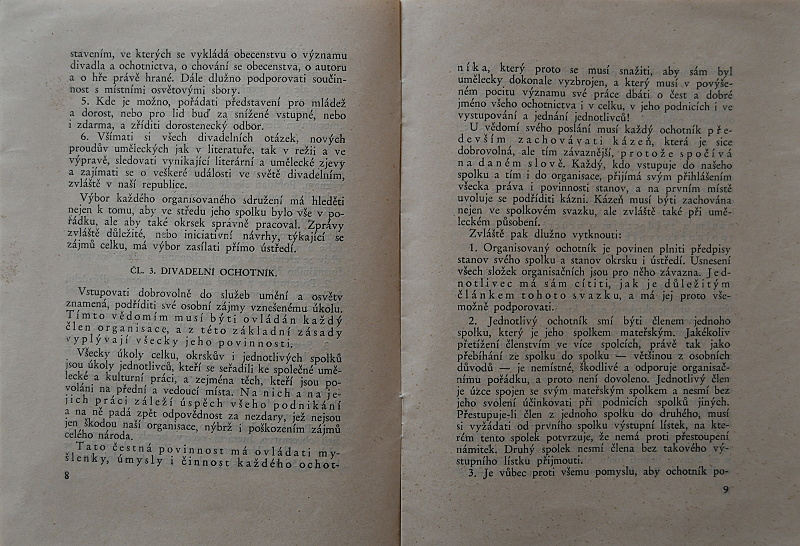 stavením, ve kterých se vykládá obecenstvu o významu
divadla a ochotnictva, o chování se obecenstva, o autoru
a o hře právě hrané. Dále dlužno podporovati součin-
nost s místními osvětovými sbory.
5. Kde je možno, pořádati představení pro mládež
a dorost, nebo pro lid buď za snížené vstupné, nebo
i zdarma, a zříditi dorostenecký odbor.
6. Všímati si všech divadelních otázek, nových
proudův uměleckých jak v literatuře, tak v režii a ve
výpravě, sledovati vynikající literární a umělecké zjevy
a zajímati se o veškeré události ve světě divadelním,
zvláště v naší republice.
Výbor každého organisovaného sdružení má hleděti
nejen k tomu, aby ve středu jeho spolku bylo vše v po-
řádku, ale aby také okrsek správně pracoval. Zprávy
zvláště důležité, nebo iniciativní návrhy, týkající se
zájmů celku, má výbor zasílati přímo ústředí.
ČL. 3. DIVADELNÍ OCHOTNÍK.
Vstupovati dobrovolně do služeb umění a osvěty
znamená, podříditi své osobní zájmy vznešenému úkolu.
Tímto vědomím musí býti ovládán každý
člen organisace, a z této základní zásady
vyplývají všecky jeho povinnosti.
Všecky úkoly celku, okrskův i jednotlivých spolků
jsou úkoly jednotlivců, kteří se seřadili ke společné umě-
lecké a kulturní práci, a zejména těch, kteří jsou po-
voláni na přední a vedoucí místa. Na nich a na je-
jich práci záleží úspěch všeho podnikání
a na ně padá zpět odpovědnost za nezdary, jež nejsou
jen škodou naší organisace, nýbrž i poškozením zájmů
celého národa.
Tato čestná povinnost má ovládati my-
šlenky, úmysly i činnost každého ochot-
8
níka, který proto se musí snažiti, aby sám byl
umělecky dokonale vyzbrojen, a který musí v povýše-
ném pocitu významu své práce dbáti o čest a dobré
jméno všeho ochotnictva i v celku, v jeho podnicích i ve
vystupování a jednání jednotlivců!
U vědomí svého poslání musí každý ochotník pře-
devším zachovávati kázeň, která je sice
dobrovolná, ale tím závaznější, protože spočívá
na daném slově. Každý, kdo vstupuje do našeho
spolku a tím i do organisace, přijímá svým přihlášením
všecka práva i povinnosti stanov, a na prvním místě
uvoluje se podříditi kázni. Kázeň musí býti zachována
nejen ve spolkovém svazku, ale zvláště také při umě-
leckém působení.
Zvláště pak dlužno vytknouti:
1. Organisovaný ochotník je povinen plniti předpisy
stanov svého spolku a stanov okrsku i ústředí. Usnesení
všech složek organisačních jsou pro něho závazna. Jed-
notlivec má sám cítiti, jak je důležitým
článkem tohoto svazku, a má jej proto vše-
možně podporovati.
2. Jednotlivý ochotník smí býti členem jednoho
spolku, který je jeho spolkem mateřským. Jakékoliv
přetížení členstvím ve více spolcích, právě tak jako
přebíhání ze spolku do spolku — většinou z osobních
důvodů — je nemístné, škodlivé a odporuje organisač-
nímu pořádku, a proto není dovoleno. Jednotlivý člen
je úzce spojen se svým mateřským spolkem a nesmí bez
jeho svolení účinkovati při podnicích spolků jiných.
Přestupuje-li člen z jednoho spolku do druhého, musí
si vyžádati od prvního spolku výstupní lístek, na kte-
rém tento spolek potvrzuje, že nemá proti přestoupení
námitek. Druhý spolek nesmí člena bez takového vý-
stupního lístku přijmouti.
3. Je vůbec proti všemu pomyslu, aby ochotník po-
9